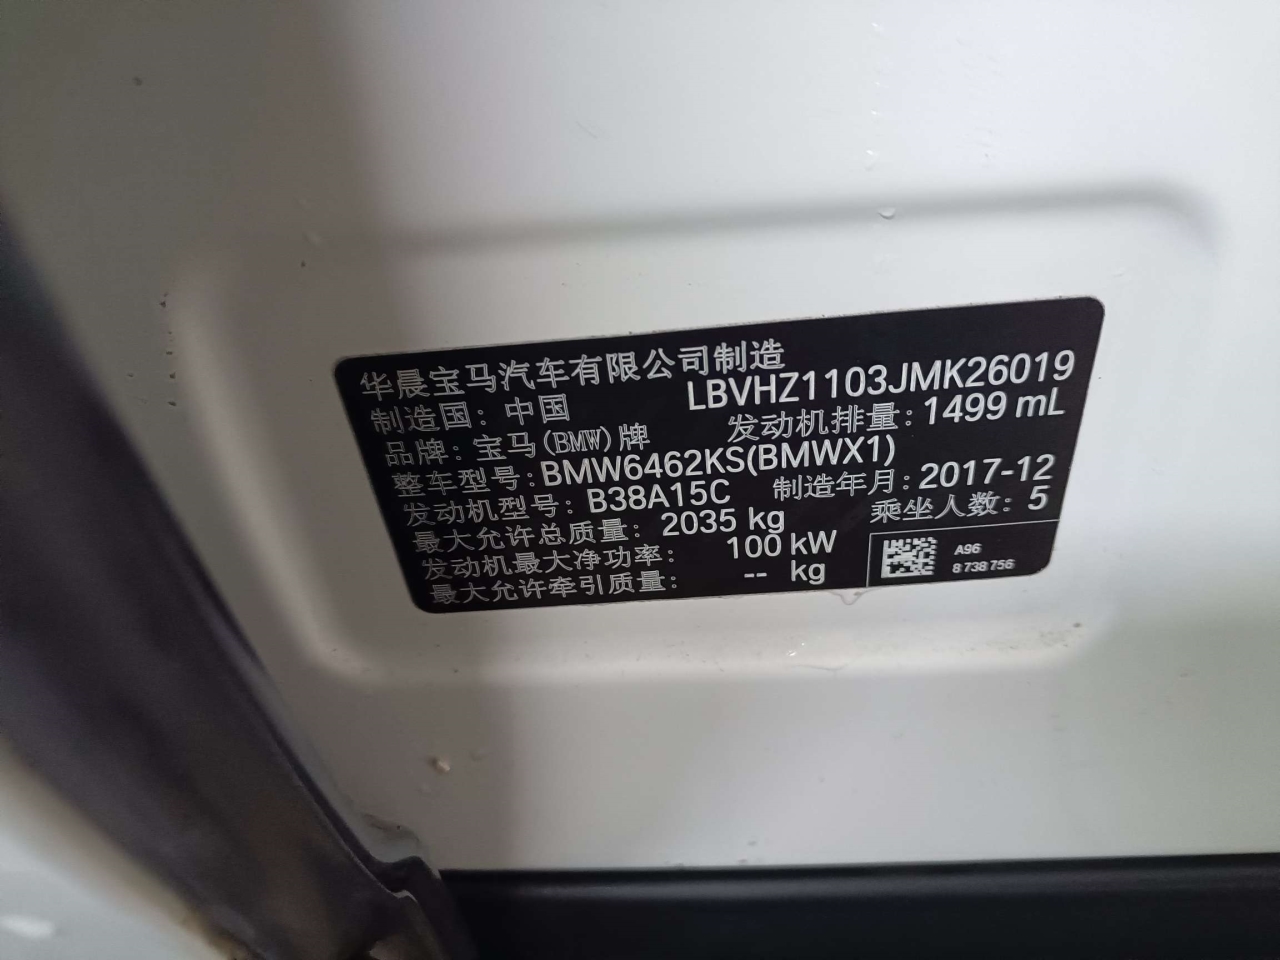 华晨宝马汽车有限公司制造
制造国：中国 LBVHZ1103JMK26019
品牌：宝马(BMW)牌 发动机排量：1499 mL
整车型号：BMW6462KS(BMWX1)
发动机型号：B38A15C 制造年月：2017-12
最大允许总质量：2035 kg 乘坐人数：5
发动机最大净功率：100 kW
最大允许牵引质量：-- kg
A96
8 738 756